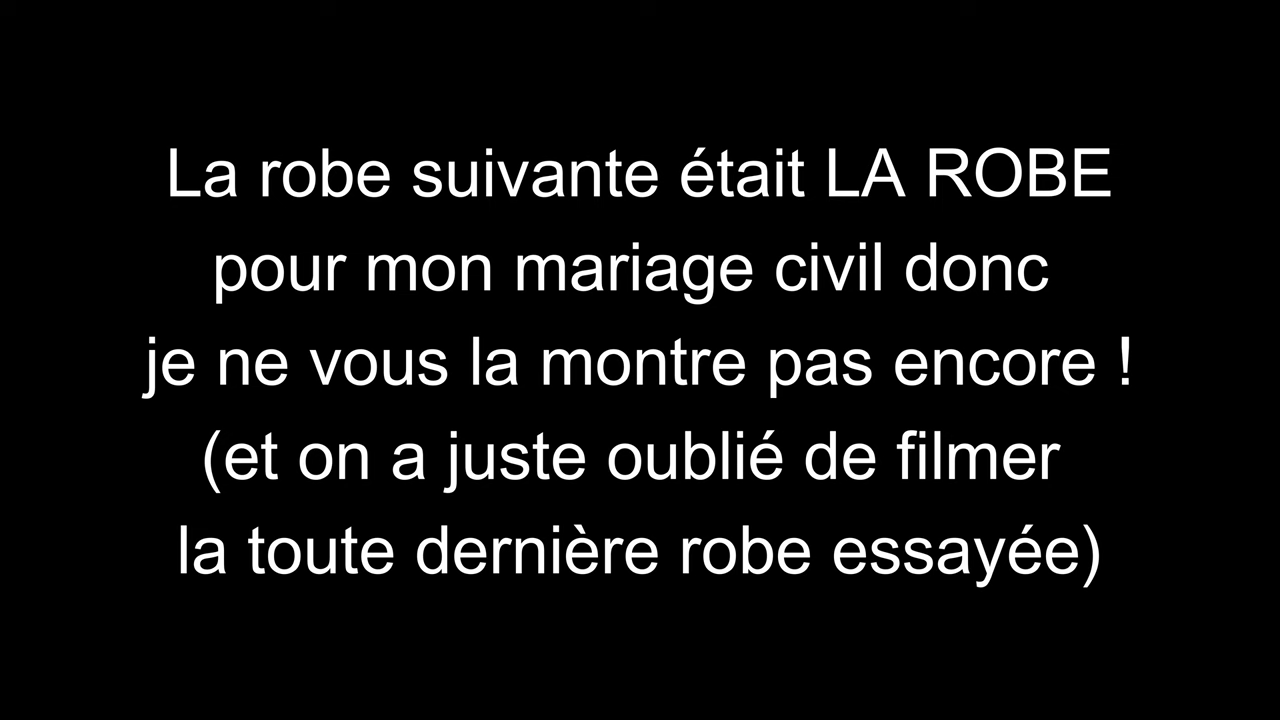 La robe suivante était LA ROBE
pour mon mariage civil donc
je ne vous la montre pas encore !
(et on a juste oublié de filmer
la toute dernière robe essayée)